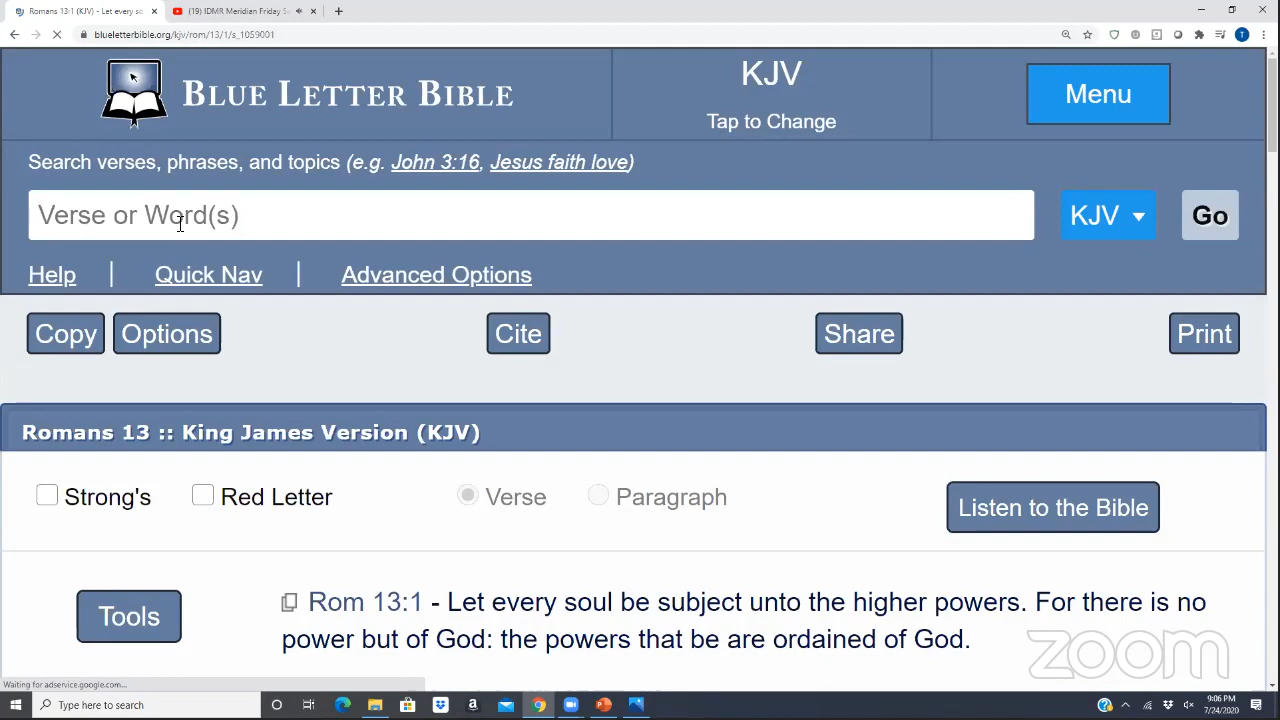 Romans 13:1 (KJV) - Let every so
(19) IDMR Meridian Friday S
blueletterbible.org/kjv/rom/13/1/s_1059001
T
BLUE LETTER BIBLE
KJV
Tap to Change
Menu
Search verses, phrases, and topics (e.g. John 3:16, Jesus faith love)
Verse or Word(s)
KJV
Go
Help | Quick Nav | Advanced Options
Copy Options Cite Share Print
Romans 13 :: King James Version (KJV)
Strong's Red Letter Verse Paragraph
Listen to the Bible
Tools
Rom 13:1 - Let every soul be subject unto the higher powers. For there is no
power but of God: the powers that be are ordained of God.
zoom
Waiting for adservice.google.com...
Type here to search
9:06 PM
7/24/2020